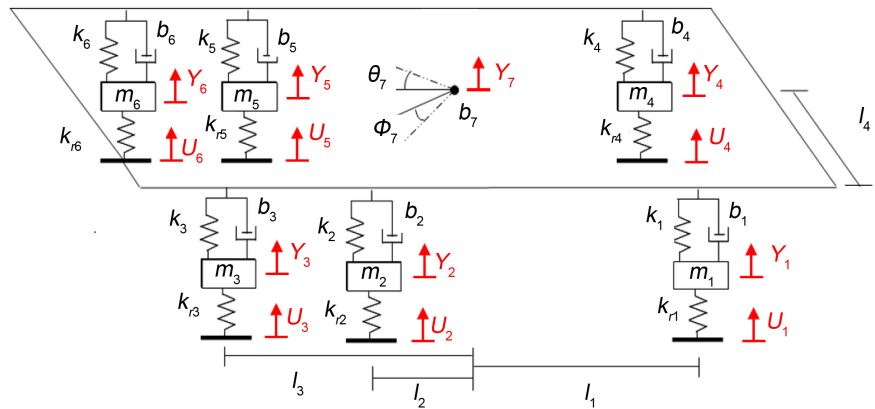 k6 b6 k5 b5 k4 b4
θ7 Y7
Y6 Y5 Y4
m6 m5 m4
Φ7 b7
kr6 U6 kr5 U5 kr4 U4 l4
k3 b3 k2 b2 k1 b1
Y3 Y2 Y1
m3 m2 m1
kr3 U3 kr2 U2 kr1 U1
l3 l2 l1